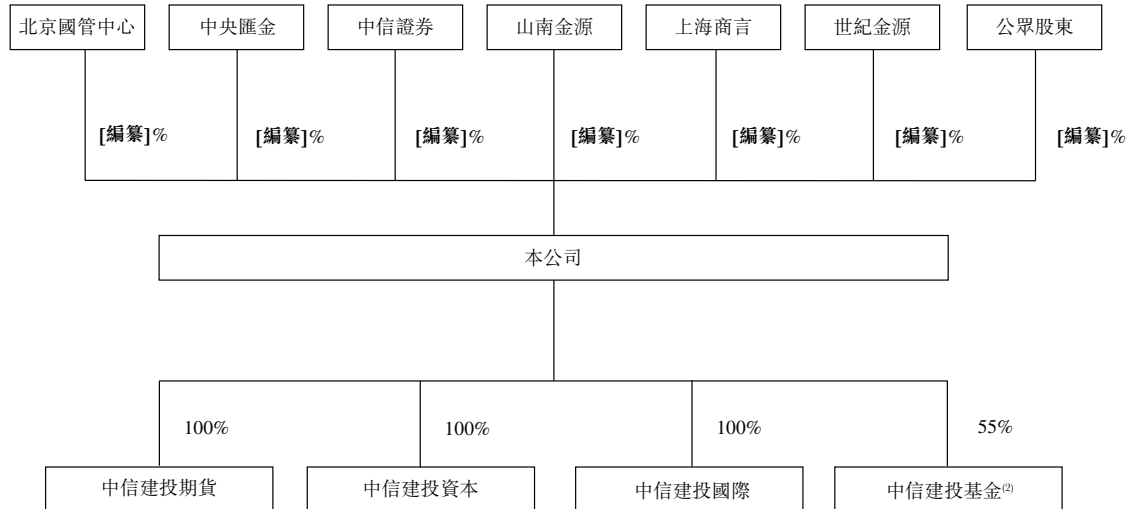 北京國管中心
中央匯金
中信證券
山南金源
上海商言
世紀金源
公眾股東
[編纂]%
[編纂]%
[編纂]%
[編纂]%
[編纂]%
[編纂]%
[編纂]%
本公司
100%
100%
100%
55%
中信建投期貨
中信建投資本
中信建投國際
中信建投基金(2)